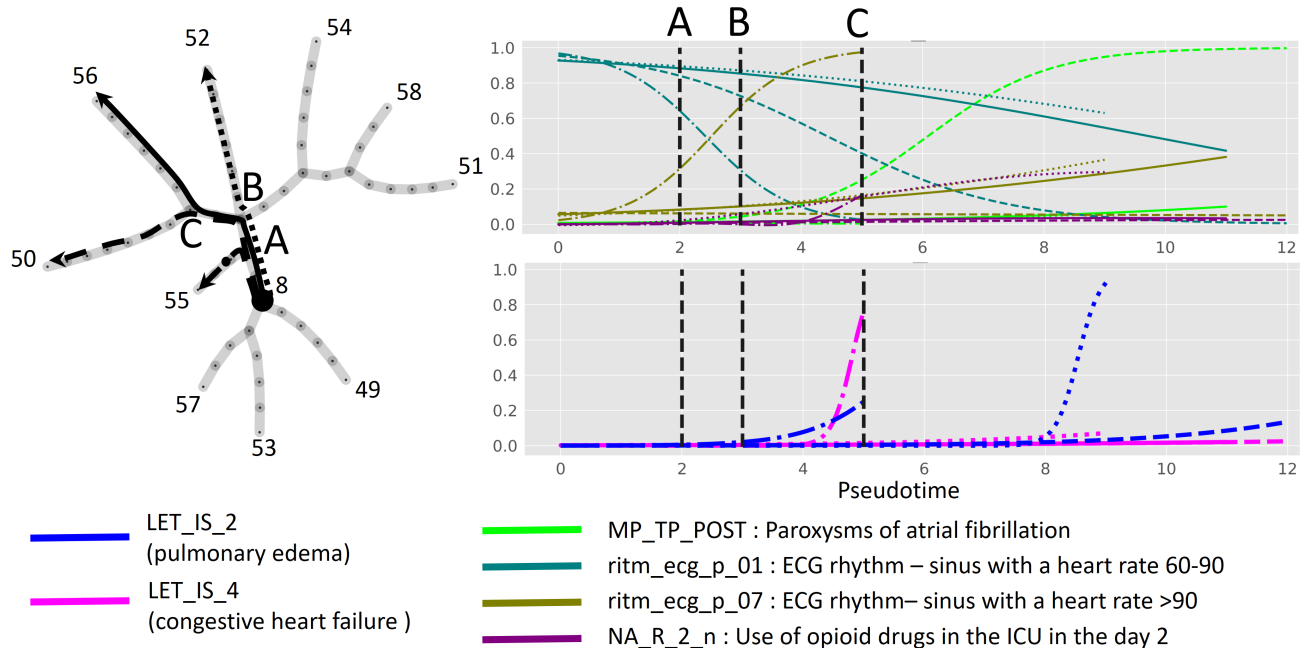 52
54
56
58
51
B
C
A
8
50
55
57
49
53
A B C
1.0
0.8
0.6
0.4
0.2
0.0
0 2 4 6 8 10 12
1.0
0.8
0.6
0.4
0.2
0.0
0 2 4 6 8 10 12
Pseudotime
LET_IS_2
(pulmonary edema)
LET_IS_4
(congestive heart failure )
MP_TP_POST : Paroxysms of atrial fibrillation
ritm_ecg_p_01 : ECG rhythm – sinus with a heart rate 60-90
ritm_ecg_p_07 : ECG rhythm– sinus with a heart rate >90
NA_R_2_n : Use of opioid drugs in the ICU in the day 2